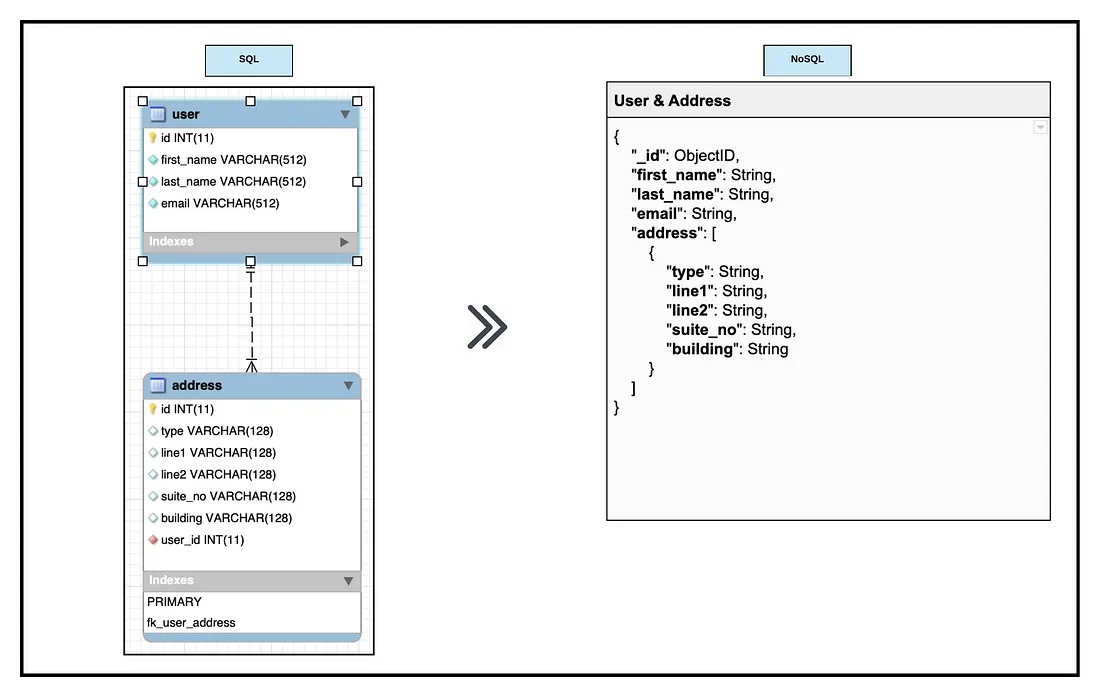 SQL
user
id INT(11)
first_name VARCHAR(512)
last_name VARCHAR(512)
email VARCHAR(512)
Indexes
address
id INT(11)
type VARCHAR(128)
line1 VARCHAR(128)
line2 VARCHAR(128)
suite_no VARCHAR(128)
building VARCHAR(128)
user_id INT(11)
Indexes
PRIMARY
fk_user_address
NoSQL
User & Address
{
"_id": ObjectID,
"first_name": String,
"last_name": String,
"email": String,
"address": [
{
"type": String,
"line1": String,
"line2": String,
"suite_no": String,
"building": String
}
]
}